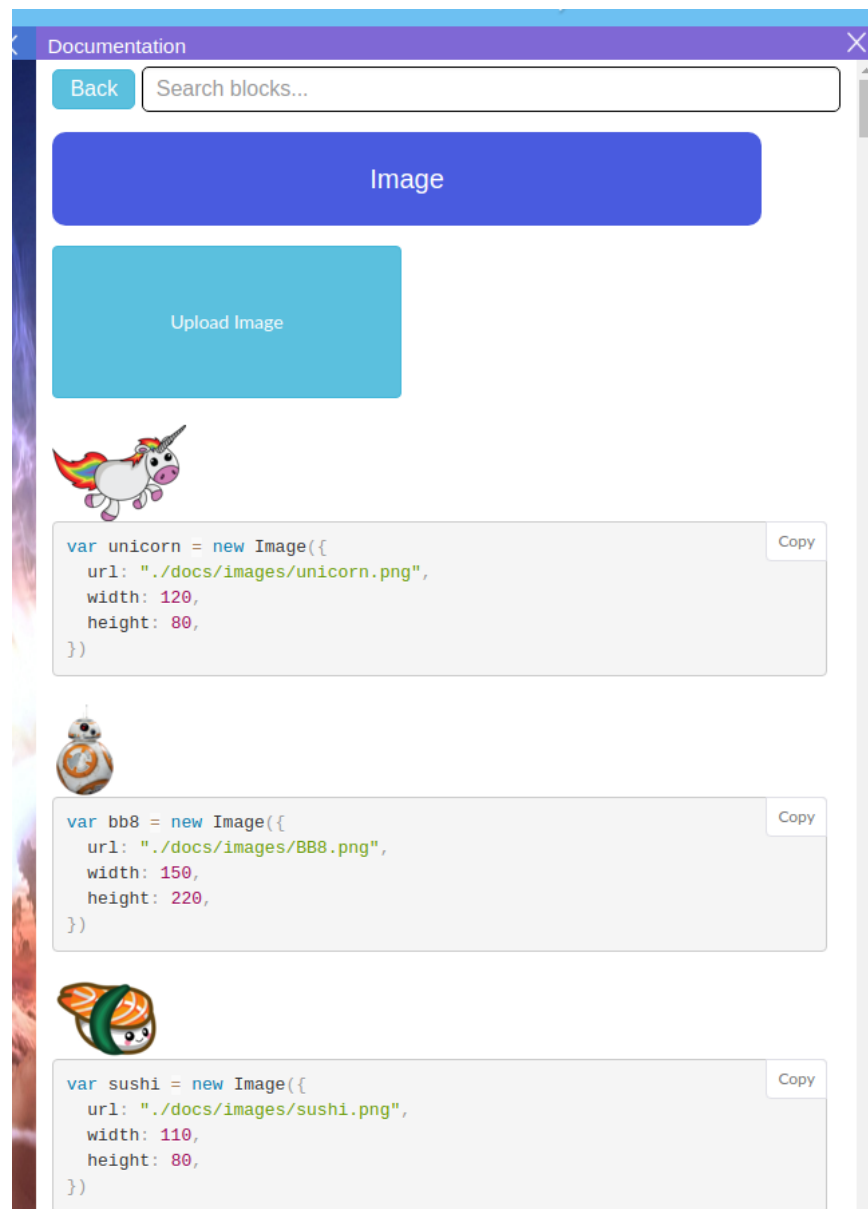 Documentation
Back
Search blocks...
Image
Upload Image
Copy
var unicorn = new Image({
  url: "./docs/images/unicorn.png",
  width: 120,
  height: 80,
})
Copy
var bb8 = new Image({
  url: "./docs/images/BB8.png",
  width: 150,
  height: 220,
})
Copy
var sushi = new Image({
  url: "./docs/images/sushi.png",
  width: 110,
  height: 80,
})